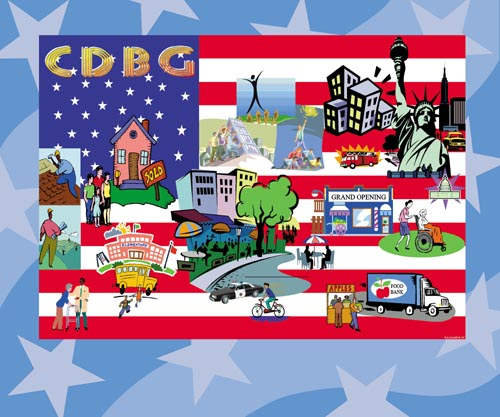 CDBG
SOLD
GRAND OPENING
APPLES
FOOD
BANK